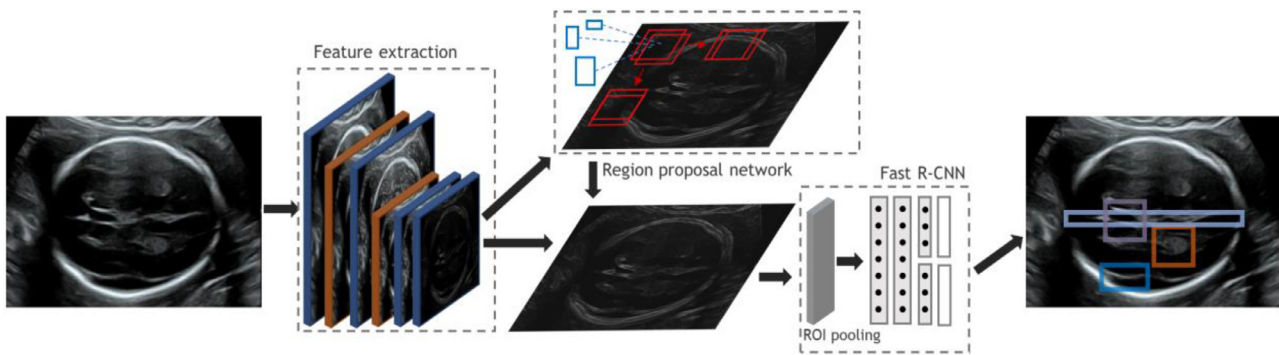 Feature extraction
Region proposal network
Fast R-CNN
ROI pooling